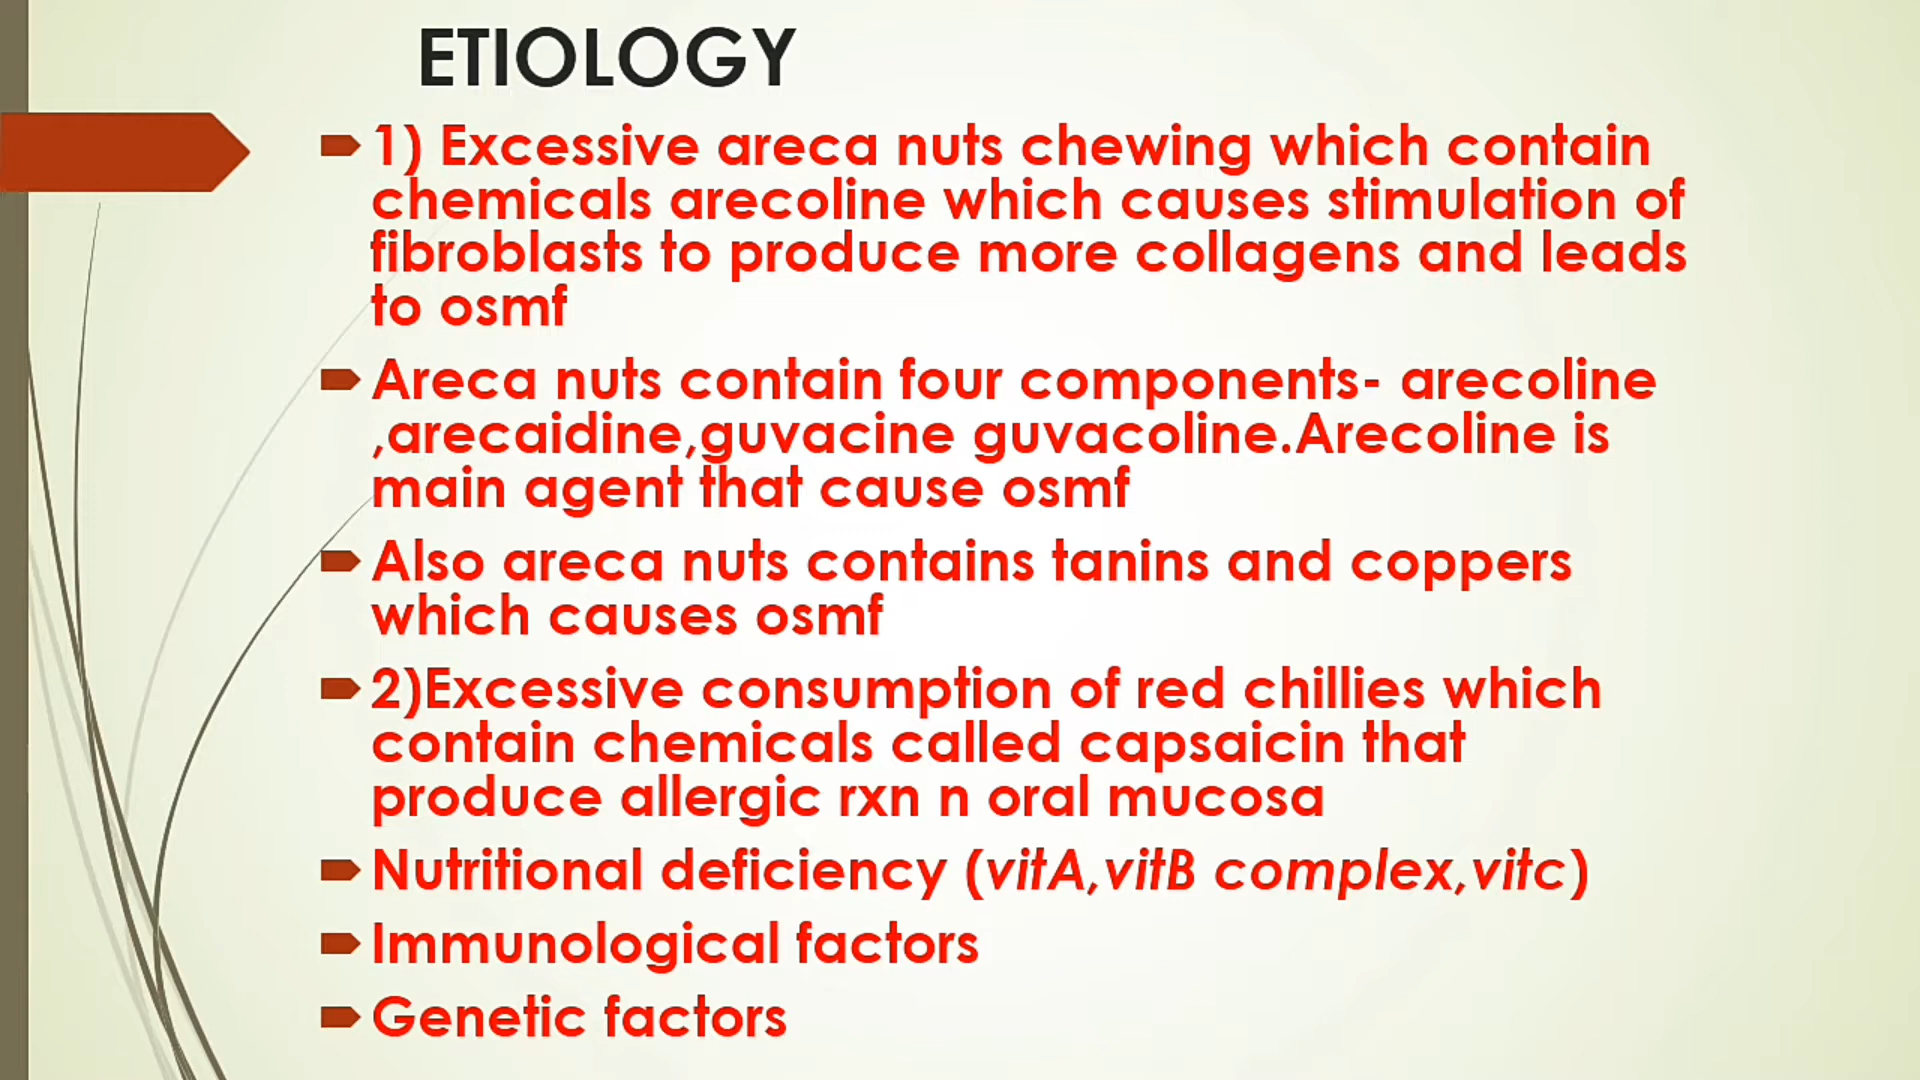 ETIOLOGY
1) Excessive areca nuts chewing which contain
chemicals arecoline which causes stimulation of
fibroblasts to produce more collagens and leads
to osmf
Areca nuts contain four components- arecoline
,arecaidine,guvacine guvacoline.Arecoline is
main agent that cause osmf
Also areca nuts contains tanins and coppers
which causes osmf
2)Excessive consumption of red chillies which
contain chemicals called capsaicin that
produce allergic rxn n oral mucosa
Nutritional deficiency (vitA,vitB complex,vitc)
Immunological factors
Genetic factors